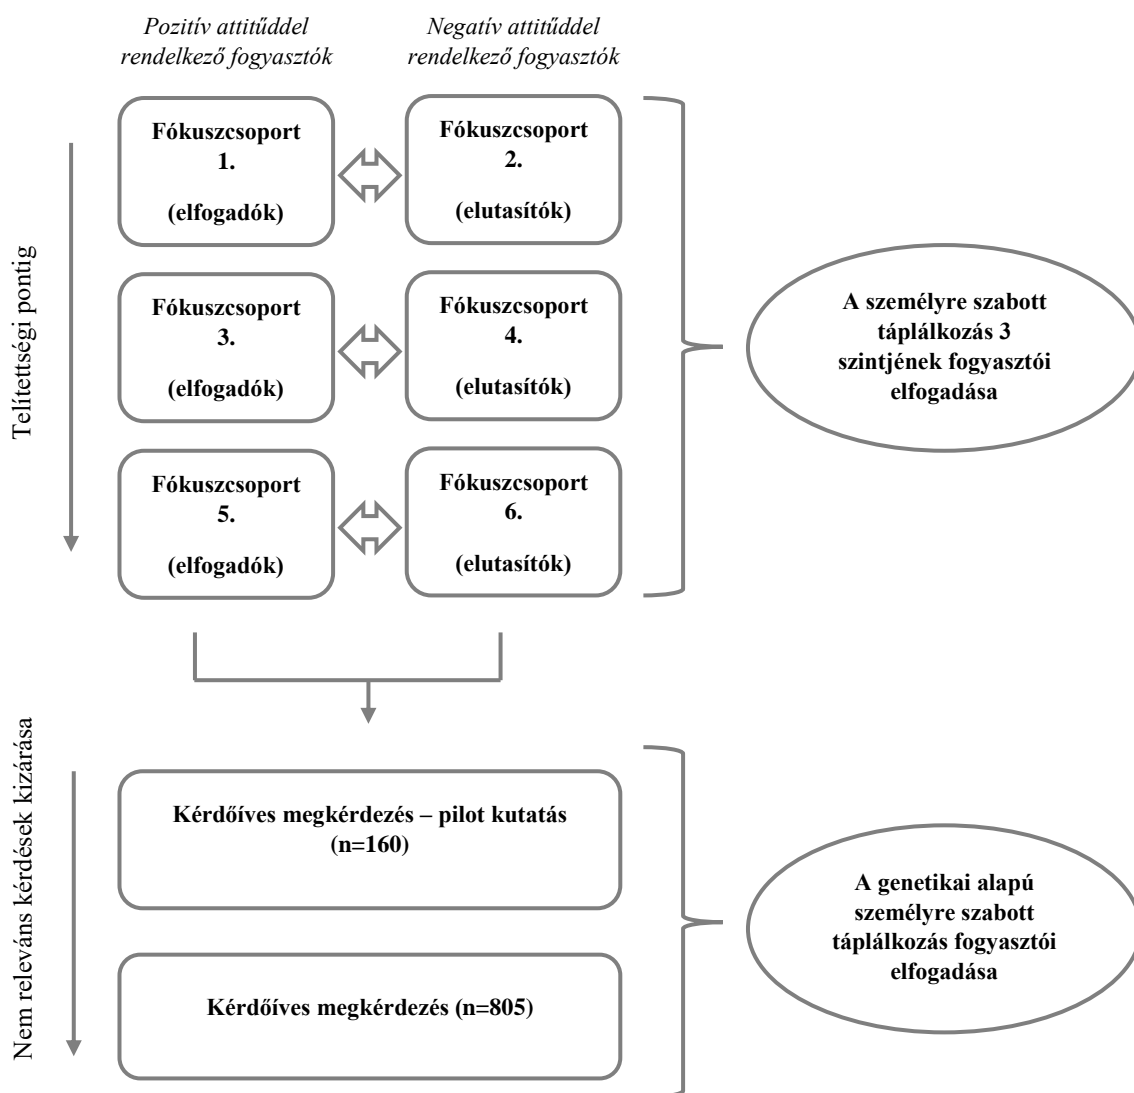 Pozitív attitűddel
rendelkező fogyasztók
Negatív attitűddel
rendelkező fogyasztók
Telítettségi pontig
Fókuszcsoport
1.
(elfogadók)
Fókuszcsoport
2.
(elutasítók)
Fókuszcsoport
3.
(elfogadók)
Fókuszcsoport
4.
(elutasítók)
Fókuszcsoport
5.
(elfogadók)
Fókuszcsoport
6.
(elutasítók)
A személyre szabott
táplálkozás 3
szintjének fogyasztói
elfogadása
Nem releváns kérdések kizárása
Kérdőíves megkérdezés – pilot kutatás
(n=160)
Kérdőíves megkérdezés (n=805)
A genetikai alapú
személyre szabott
táplálkozás fogyasztói
elfogadása